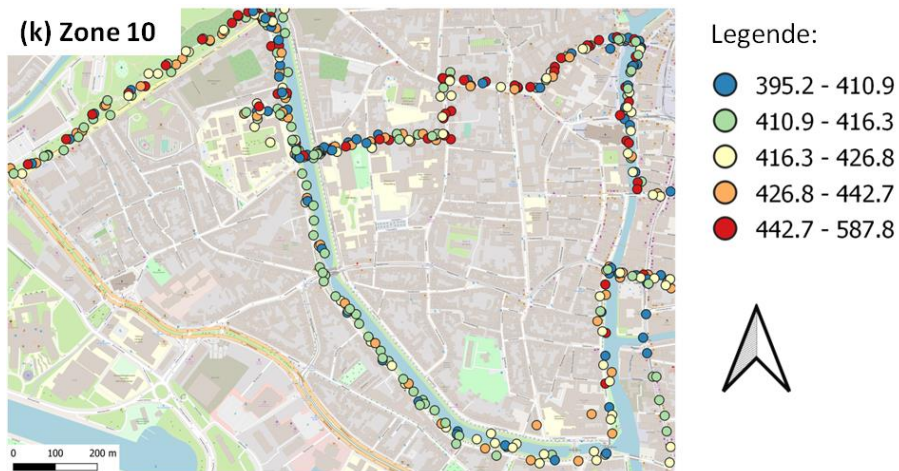 (k) Zone 10
Legende:
395.2 - 410.9
410.9 - 416.3
416.3 - 426.8
426.8 - 442.7
442.7 - 587.8
0 100 200 m